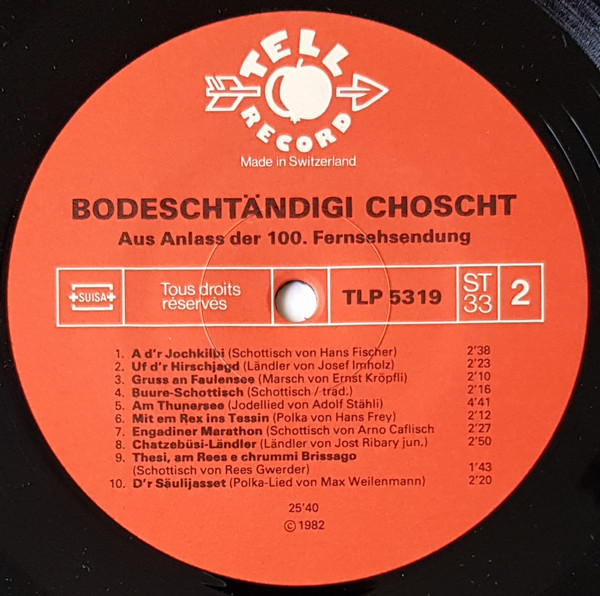 TELL
RECORD
Made in Switzerland
BODESCHTÄNDIGI CHOSCHT
Aus Anlass der 100. Fernsehsendung
SUISA
Tous droits
réservés
TLP 5319
ST
33
2
1. A d'r Jochkilbi (Schottisch von Hans Fischer) 2'38
2. Uf d'r Hirschjagd (Ländler von Josef Imholz) 2'23
3. Gruss an Faulensee (Marsch von Ernst Kröpfli) 2'10
4. Buure-Schottisch (Schottisch / trad.) 2'16
5. Am Thunersee (Jodellied von Adolf Stähli) 4'41
6. Mit em Rex ins Tessin (Polka von Hans Frey) 2'12
7. Engadiner Marathon (Schottisch von Arno Caflisch 2'27
8. Chatzebüsi-Ländler (Ländler von Jost Ribary jun.) 2'50
9. Thesi, am Rees e chrummi Brissago
(Schottisch von Rees Gwerder) 1'43
10. D'r Säulijasset (Polka-Lied von Max Weilenmann) 2'20
25'40
© 1982